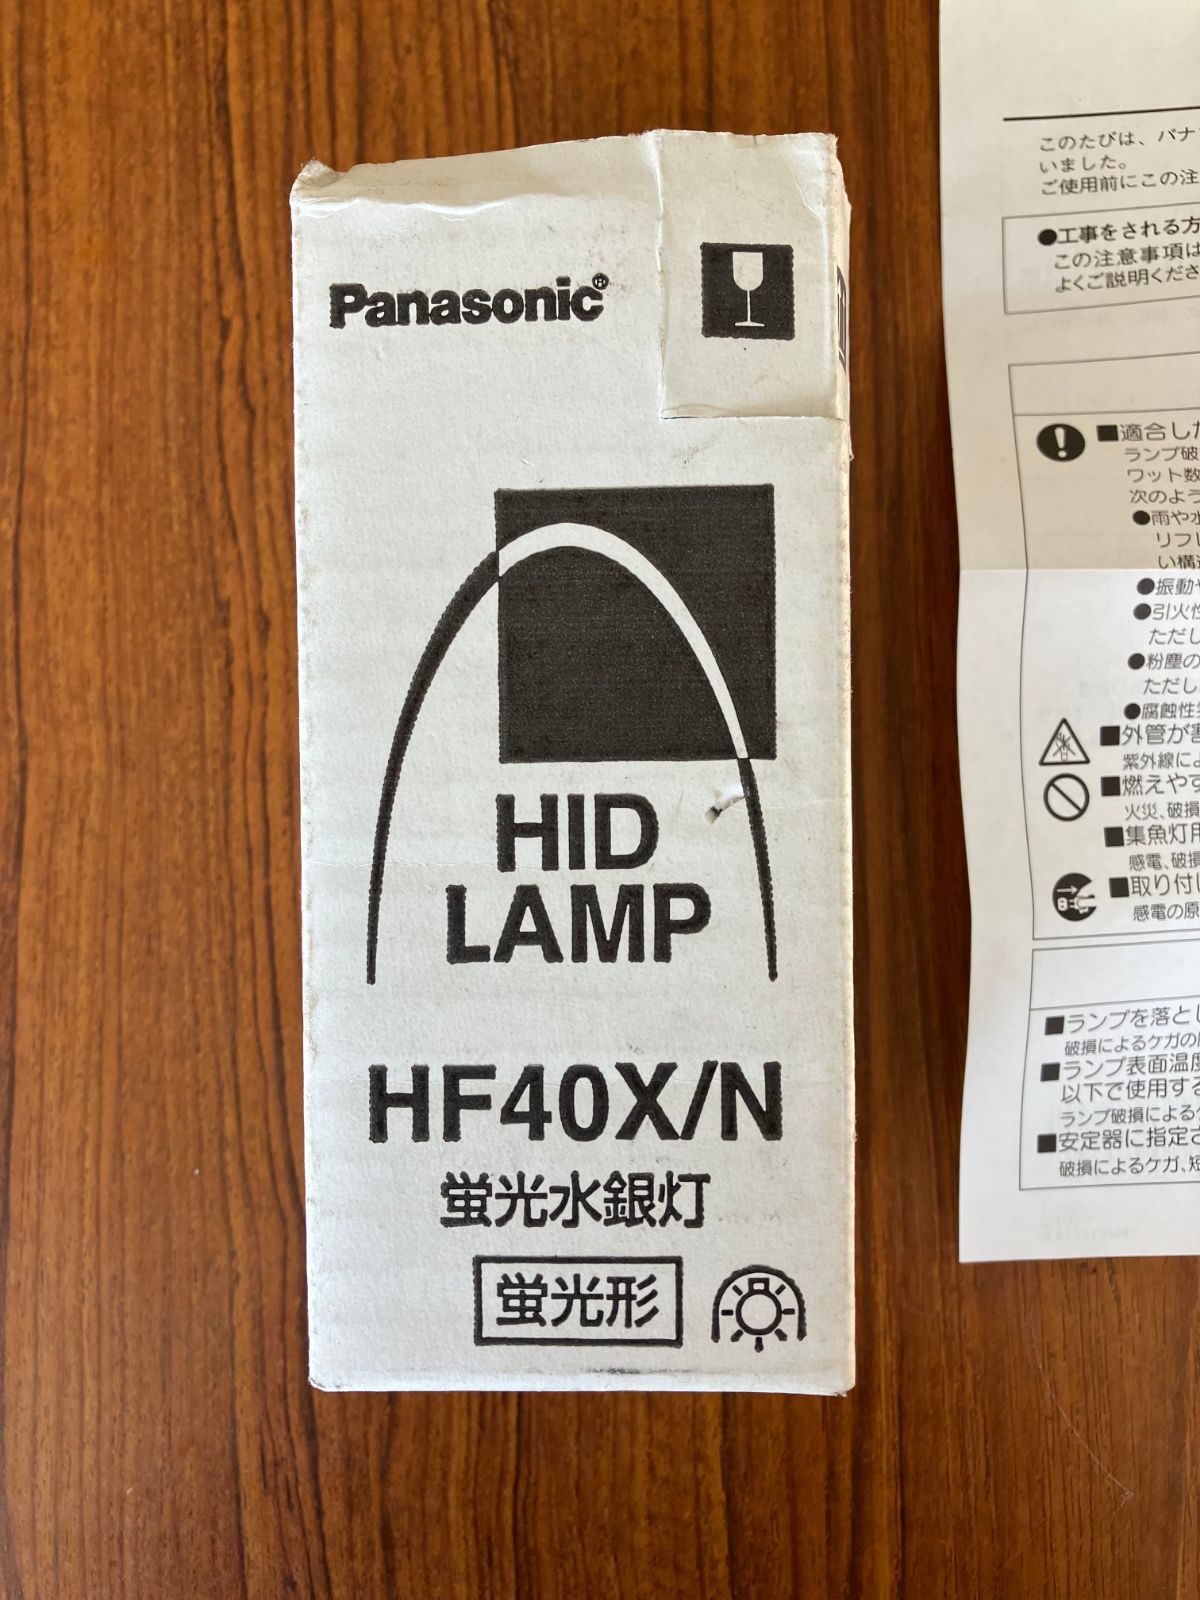 Panasonic®
HID
LAMP
HF40X/N
蛍光水銀灯
蛍光形
このたびは、パナ
いました。
ご使用前にこの注
●工事をされる方
この注意事項は
よくご説明くださ
■適合した
ランプ破
ワット数
次のよう
●雨や水
リフレ
い構造
●振動や
●引火性
ただし
●粉塵の
ただし
●腐蝕性
■外管が割
紫外線によ
■燃えやす
火災、破損
■集魚灯用
感電、破損
■取り付け
感電の原
■ランプを落とし
破損によるケガの
■ランプ表面温度
以下で使用する
ランプ破損による
■安定器に指定さ
破損によるケガ、短